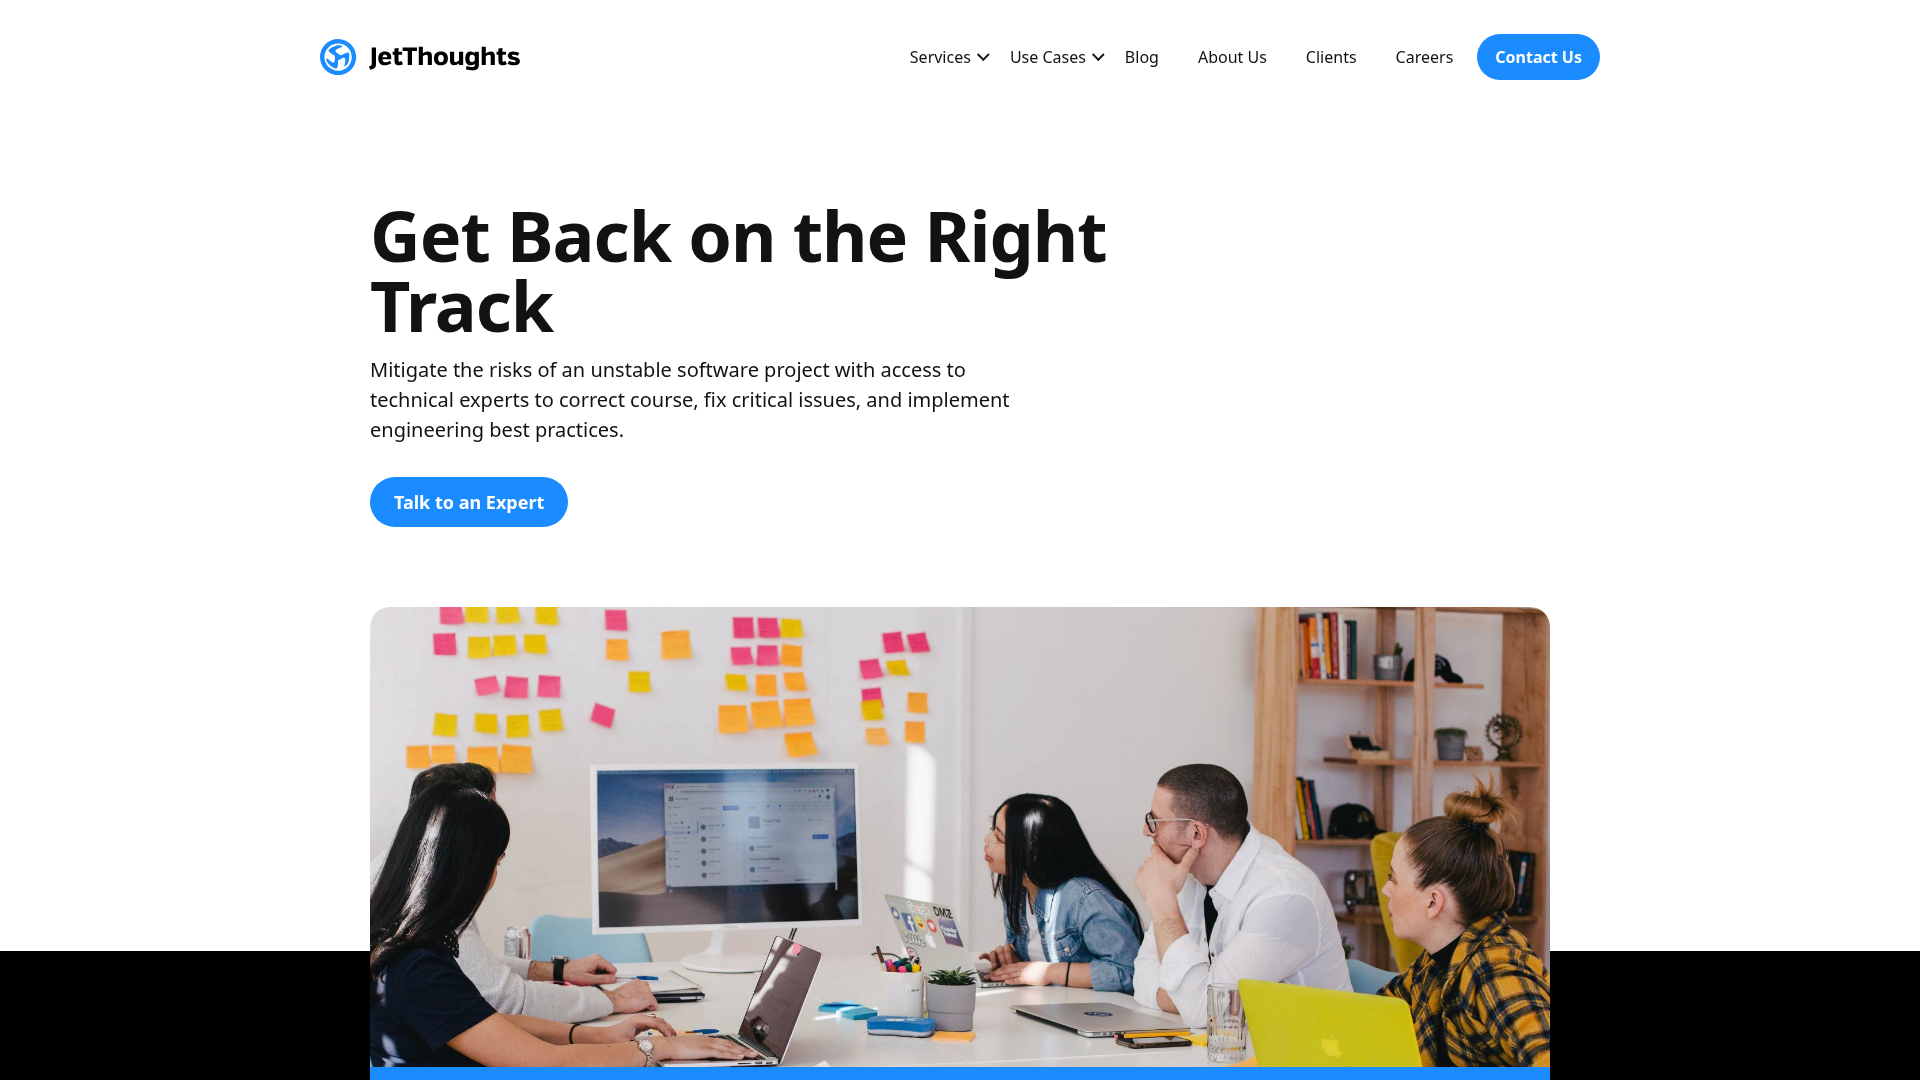 JetThoughts
Services
Use Cases
Blog
About Us
Clients
Careers
Contact Us
Get Back on the Right
Track
Mitigate the risks of an unstable software project with access to
technical experts to correct course, fix critical issues, and implement
engineering best practices.
Talk to an Expert
DMZ